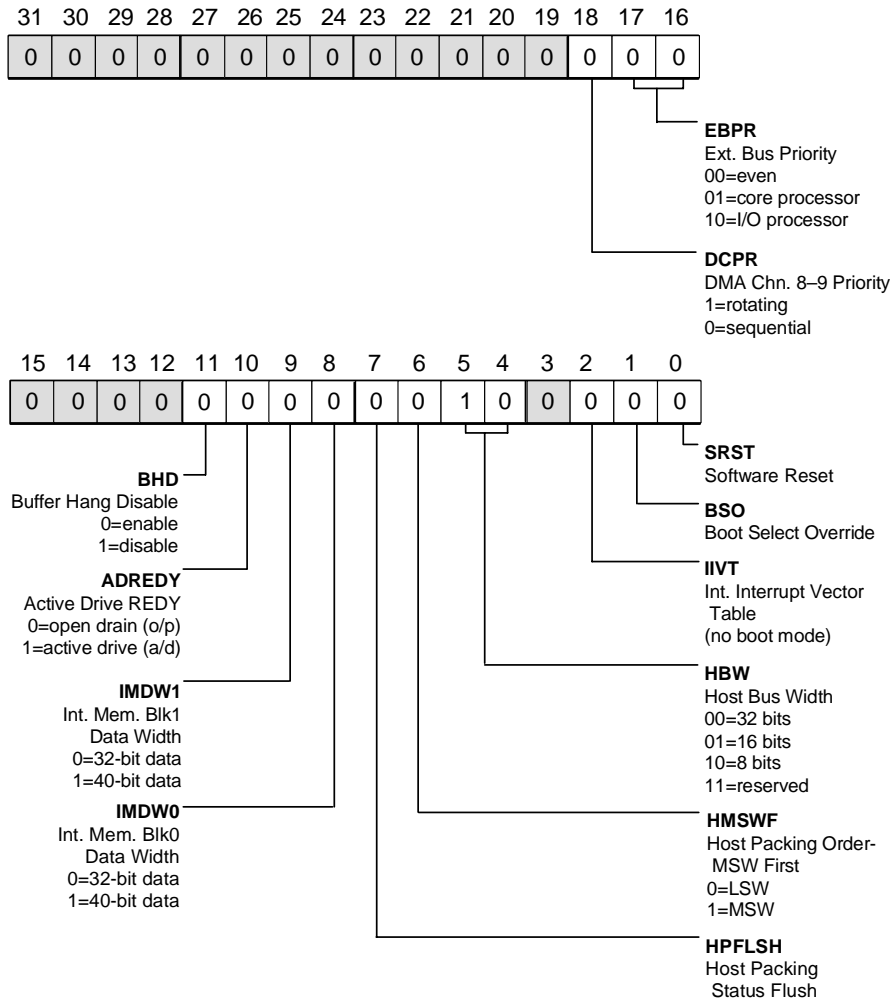 31 30 29 28 27 26 25 24 23 22 21 20 19 18 17 16
0 0 0 0 0 0 0 0 0 0 0 0 0 0 0 0
EBPR
Ext. Bus Priority
00=even
01=core processor
10=I/O processor
DCPR
DMA Chn. 8–9 Priority
1=rotating
0=sequential
15 14 13 12 11 10 9 8 7 6 5 4 3 2 1 0
0 0 0 0 0 0 0 0 0 0 1 0 0 0 0 0
BHD
Buffer Hang Disable
0=enable
1=disable
ADREDY
Active Drive REDY
0=open drain (o/p)
1=active drive (a/d)
IMDW1
Int. Mem. Blk1
Data Width
0=32-bit data
1=40-bit data
IMDW0
Int. Mem. Blk0
Data Width
0=32-bit data
1=40-bit data
SRST
Software Reset
BSO
Boot Select Override
IIVT
Int. Interrupt Vector
Table
(no boot mode)
HBW
Host Bus Width
00=32 bits
01=16 bits
10=8 bits
11=reserved
HMSWF
Host Packing Order-
MSW First
0=LSW
1=MSW
HPFLSH
Host Packing
Status Flush